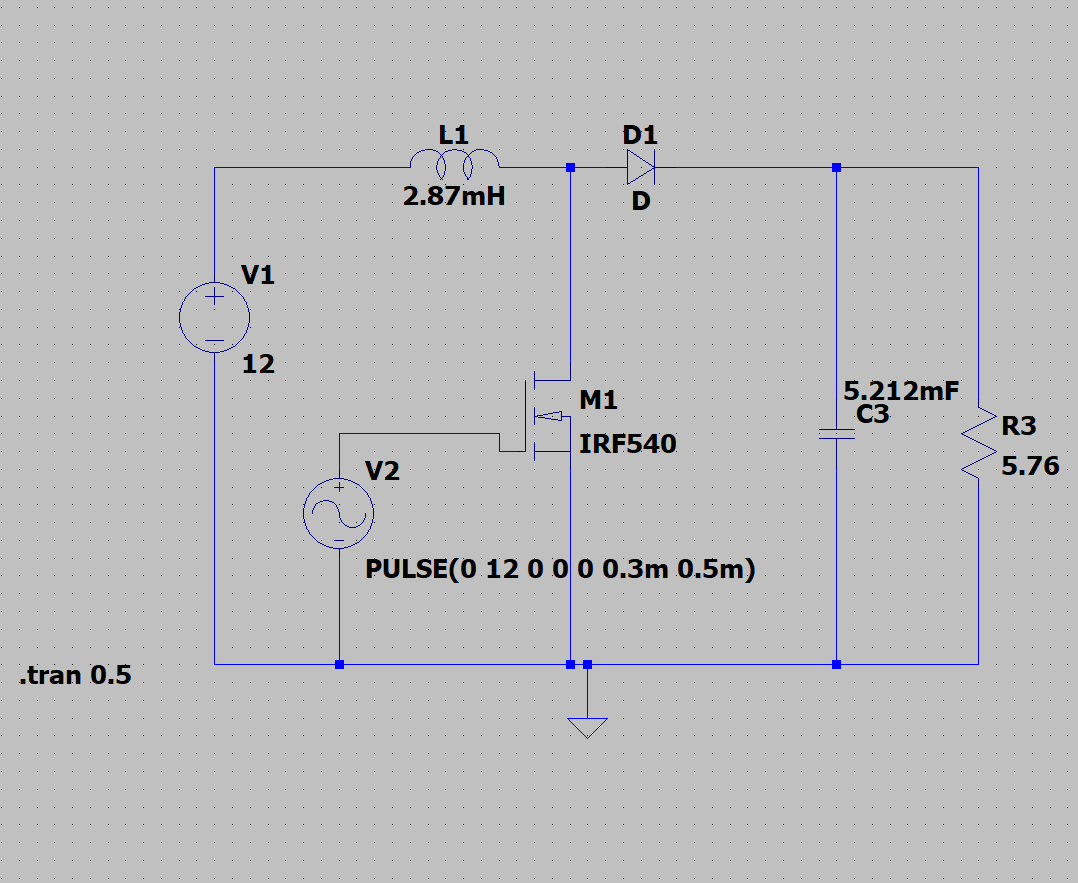 L1
2.87mH
D1
D
V1
12
M1
IRF540
5.212mF
C3
R3
5.76
V2
PULSE(0 12 0 0 0 0.3m 0.5m)
.tran 0.5